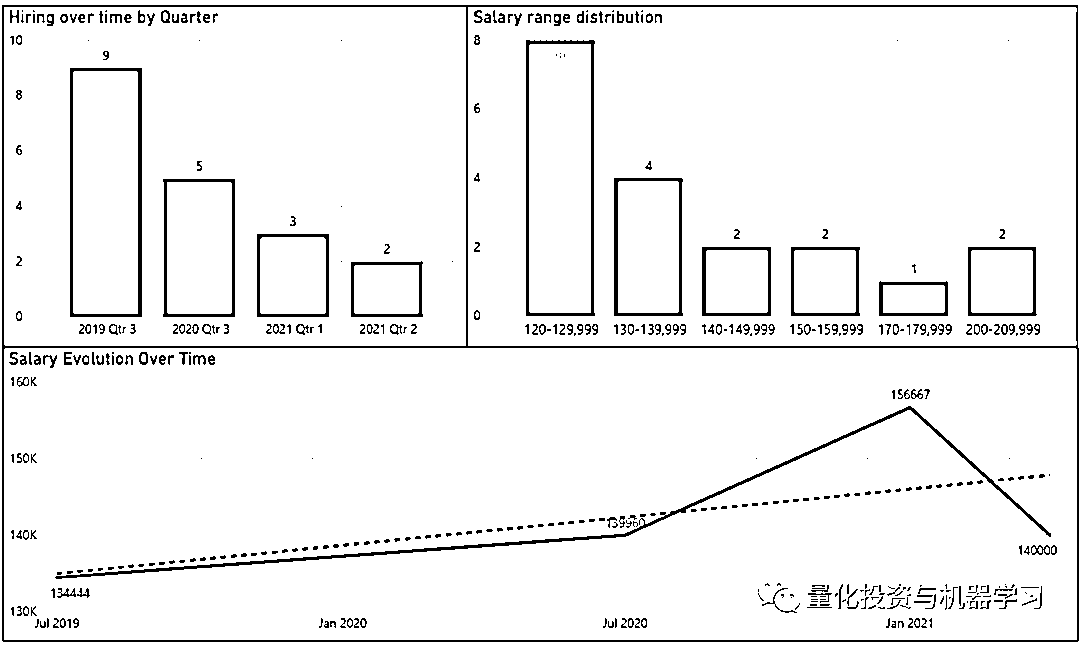 Hiring over time by Quarter
10
8
6
4
2
0
9
5
3
2
2019 Qtr 3
2020 Qtr 3
2021 Qtr 1
2021 Qtr 2
Salary range distribution
8
6
4
2
0
4
2
2
1
2
120-129,999
130-139,999
140-149,999
150-159,999
170-179,999
200-209,999
Salary Evolution Over Time
160K
150K
140K
130K
134444
139960
156667
140000
Jul 2019
Jan 2020
Jul 2020
Jan 2021
量化投资与机器学习